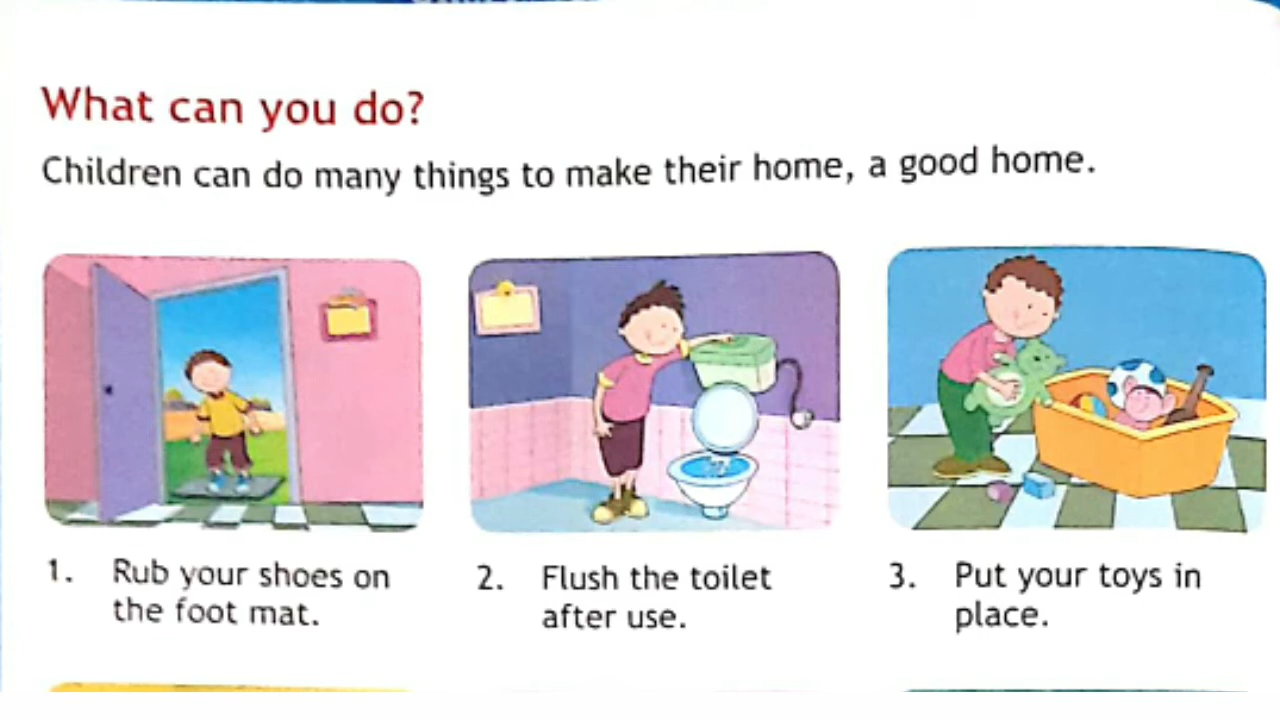 What can you do?
Children can do many things to make their home, a good home.
1. Rub your shoes on
the foot mat.
2. Flush the toilet
after use.
3. Put your toys in
place.